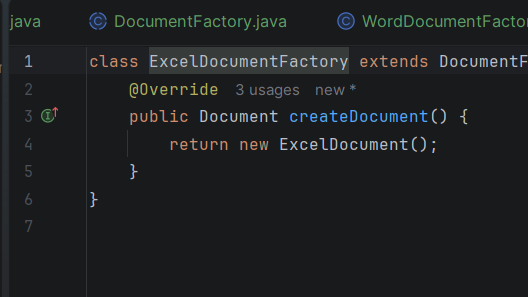 java DocumentFactory.java WordDocumentFacto
1 class ExcelDocumentFactory extends DocumentF
2 @Override 3 usages new *
3 public Document createDocument() {
4 return new ExcelDocument();
5 }
6 }
7